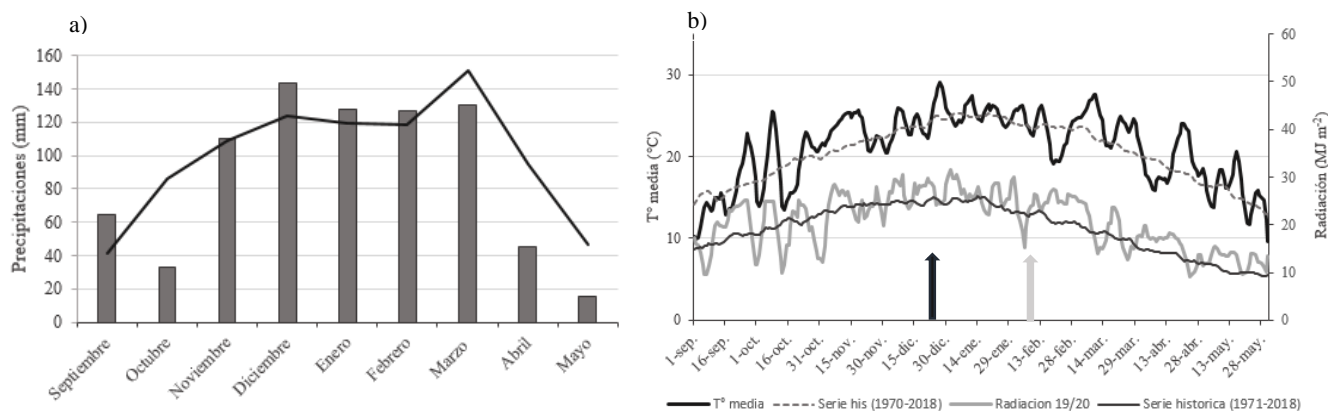 a)
160
140
120
100
80
60
40
20
0
Precipitaciones (mm)
Septiembre
Octubre
Noviembre
Diciembre
Enero
Febrero
Marzo
Abril
Mayo
b)
30
20
10
0
T° media (°C)
60
50
40
30
20
10
0
Radiación (MJ m⁻²)
1-sep.
16-sep.
1-oct.
16-oct.
31-oct.
15-nov.
30-nov.
15-dic.
30-dic.
14-ene.
29-ene.
13-feb.
28-feb.
14-mar.
29-mar.
13-abr.
28-abr.
13-may.
28-may.
T° media Serie his (1970-2018) Radiacion 19/20 Serie historica (1971-2018)